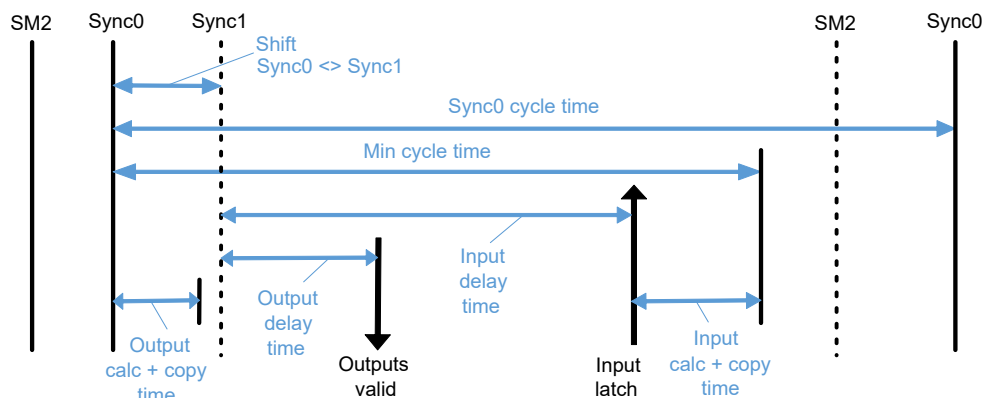 SM2
Sync0
Sync1
SM2
Sync0
Shift
Sync0 <> Sync1
Sync0 cycle time
Min cycle time
Input
delay
time
Output
delay
time
Output
calc + copy
time
Outputs
valid
Input
latch
Input
calc + copy
time